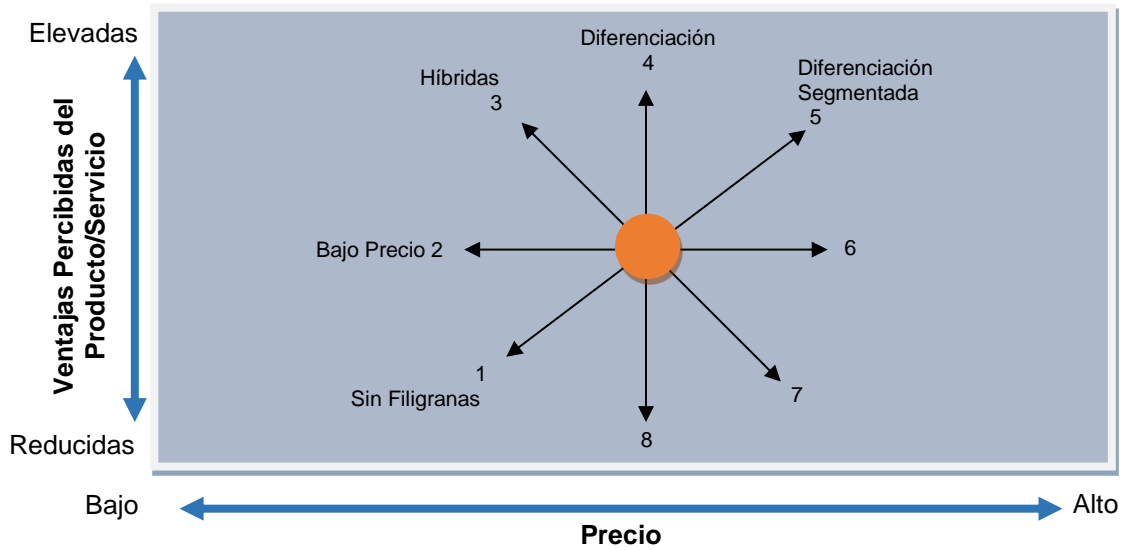 Elevadas
Ventajas Percibidas del
Producto/Servicio
Reducidas
Diferenciación
4
Híbridas
3
Diferenciación
Segmentada
5
Bajo Precio 2
6
1
Sin Filigranas
7
8
Bajo
Alto
Precio